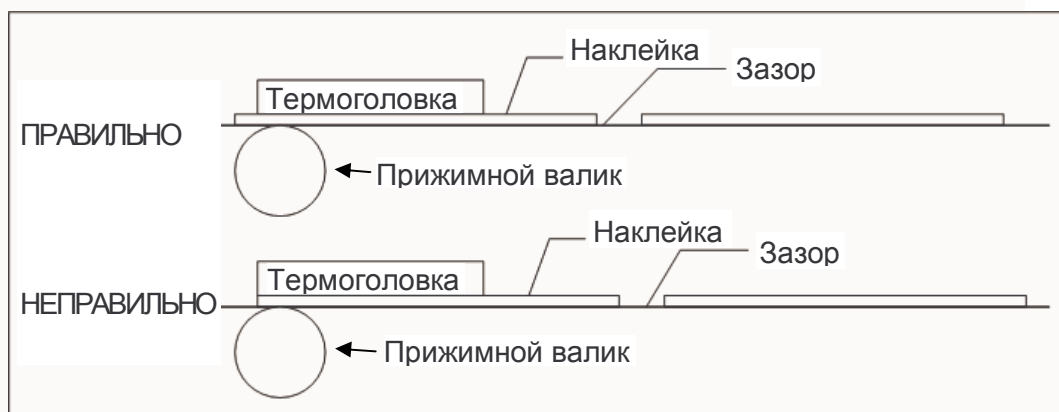 Наклейка
Зазор
Термоголовка
ПРАВИЛЬНО
Прижимной валик
Наклейка
Зазор
Термоголовка
НЕПРАВИЛЬНО
Прижимной валик